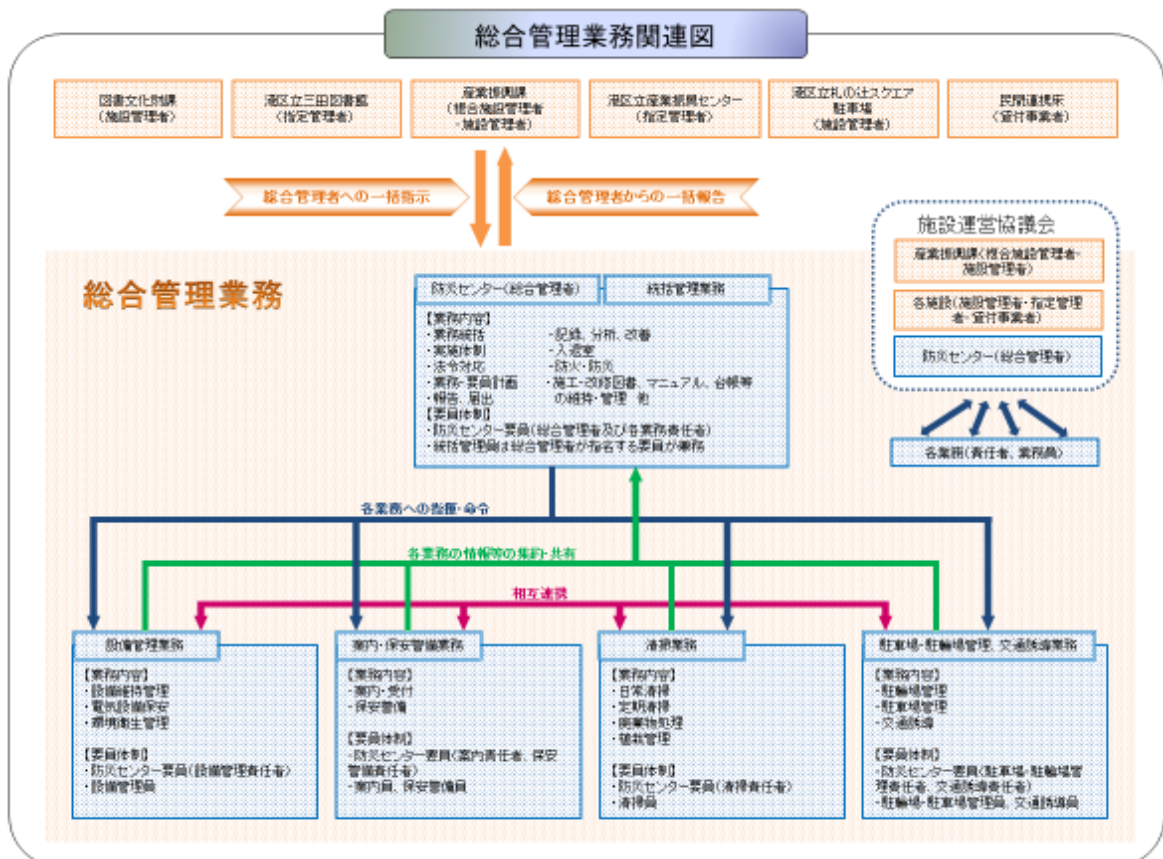 総合管理業務関連図
図書文化財課
（施設管理者）
港区立三田図書館
（指定管理者）
産業振興課
（複合施設管理者
・施設管理者）
港区立産業振興センター
（指定管理者）
港区立札の辻スクエア
駐車場
（施設管理者）
民間連携床
（貸付事業者）
総合管理者への一括指示
総合管理者からの一括報告
施設運営協議会
産業振興課（複合施設管理者・
施設管理者）
各施設（施設管理者・指定管理
者・貸付事業者）
防災センター（総合管理者）
各業務（責任者、業務員）
総合管理業務
防災センター（総合管理者）
統括管理業務
【業務内容】
・業務統括
・実施体制
・法令対応
・業務・要員計画
・報告、届出
・記録、分析、改善
・入退室
・防火・防災
・施工・改修図書、マニュアル、台帳等
の維持・管理 他
【要員体制】
・防災センター要員（総合管理者及び各業務責任者）
・統括管理員は総合管理者が指名する要員が兼務
各業務への指揮・命令
各業務の情報等の集約・共有
相互連携
設備管理業務
【業務内容】
・設備維持管理
・電気設備保安
・環境衛生管理
【要員体制】
・防災センター要員（設備管理責任者）
・設備管理員
案内・保安警備業務
【業務内容】
・案内・受付
・保安警備
【要員体制】
・防災センター要員（案内責任者、保安
警備責任者）
・案内員、保安警備員
清掃業務
【業務内容】
・日常清掃
・定期清掃
・廃棄物処理
・植栽管理
【要員体制】
・防災センター要員（清掃責任者）
・清掃員
駐車場・駐輪場管理、交通誘導業務
【業務内容】
・駐輪場管理
・駐車場管理
・交通誘導
【要員体制】
・防災センター要員（駐車場・駐輪場管
理責任者、交通誘導責任者）
・駐輪場・駐車場管理員、交通誘導員